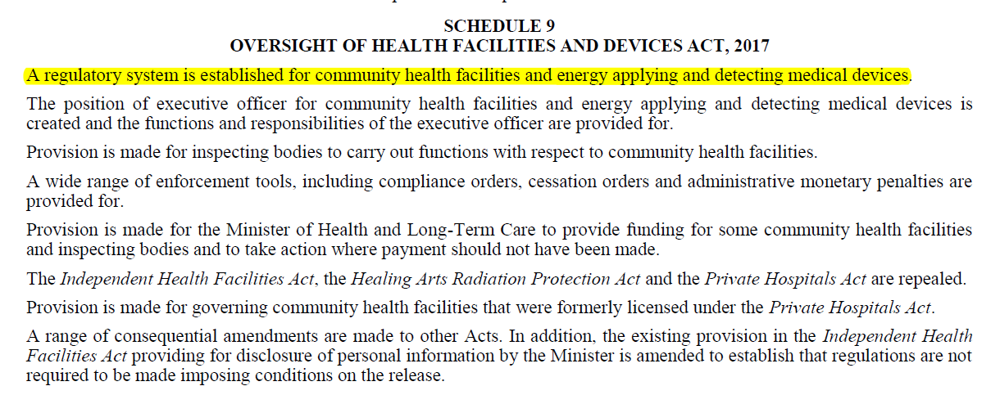 SCHEDULE 9
OVERSIGHT OF HEALTH FACILITIES AND DEVICES ACT, 2017
A regulatory system is established for community health facilities and energy applying and detecting medical devices.
The position of executive officer for community health facilities and energy applying and detecting medical devices is
created and the functions and responsibilities of the executive officer are provided for.
Provision is made for inspecting bodies to carry out functions with respect to community health facilities.
A wide range of enforcement tools, including compliance orders, cessation orders and administrative monetary penalties are
provided for.
Provision is made for the Minister of Health and Long-Term Care to provide funding for some community health facilities
and inspecting bodies and to take action where payment should not have been made.
The Independent Health Facilities Act, the Healing Arts Radiation Protection Act and the Private Hospitals Act are repealed.
Provision is made for governing community health facilities that were formerly licensed under the Private Hospitals Act.
A range of consequential amendments are made to other Acts. In addition, the existing provision in the Independent Health
Facilities Act providing for disclosure of personal information by the Minister is amended to establish that regulations are not
required to be made imposing conditions on the release.